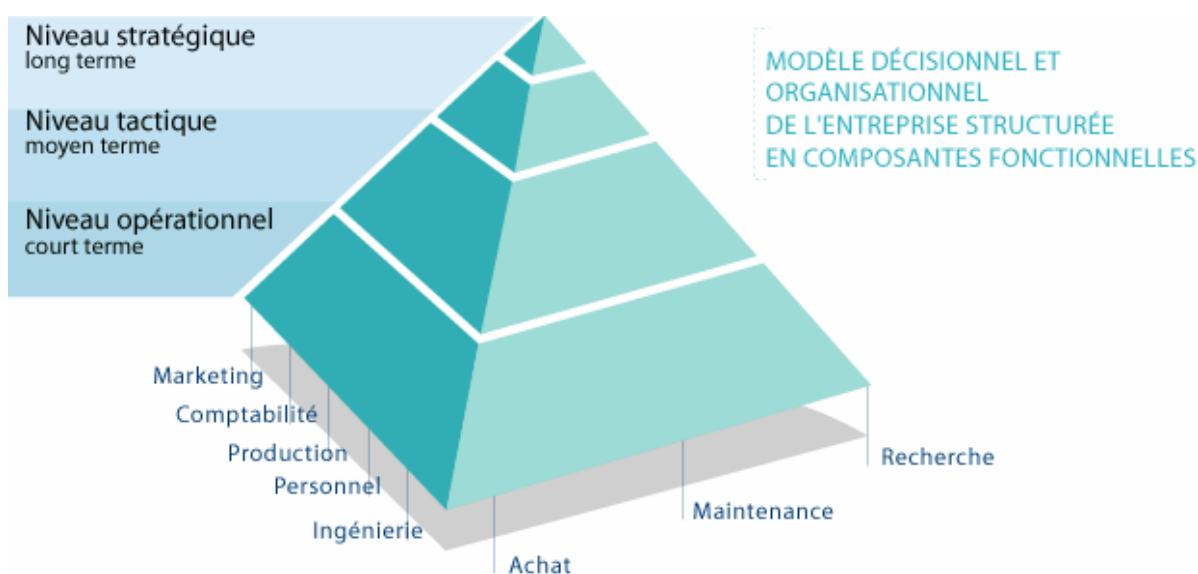 Niveau stratégique
long terme
Niveau tactique
moyen terme
Niveau opérationnel
court terme
MODÈLE DÉCISIONNEL ET
ORGANISATIONNEL
DE L'ENTREPRISE STRUCTURÉE
EN COMPOSANTES FONCTIONNELLES
Marketing
Comptabilité
Production
Personnel
Ingénierie
Achat
Maintenance
Recherche